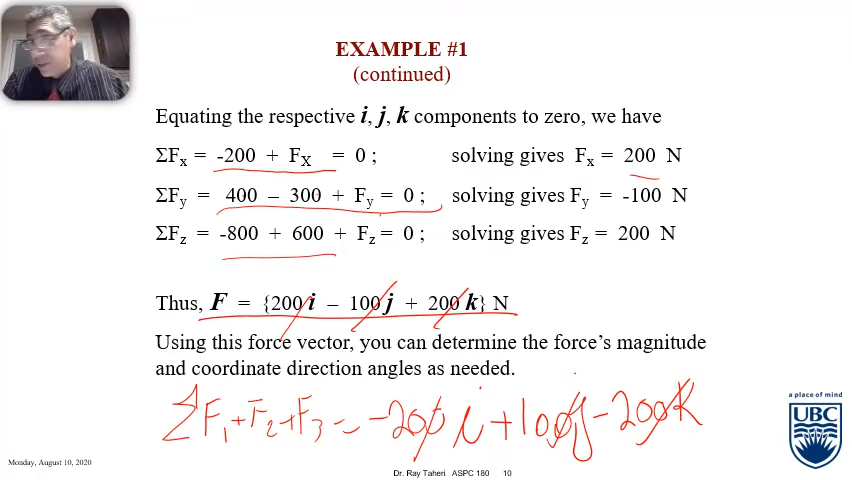 EXAMPLE #1
(continued)
Equating the respective i, j, k components to zero, we have
ΣFx = -200 + FX = 0 ; solving gives Fx = 200 N
ΣFy = 400 – 300 + Fy = 0 ; solving gives Fy = -100 N
ΣFz = -800 + 600 + Fz = 0 ; solving gives Fz = 200 N
Thus, F = {200 i – 100 j + 200 k} N
Using this force vector, you can determine the force’s magnitude
and coordinate direction angles as needed.
ΣF1 + F2 + F3 = -200 i + 100 j - 200 K
a place of mind
UBC
Monday, August 10, 2020
Dr. Ray Taheri ASPC 180 10